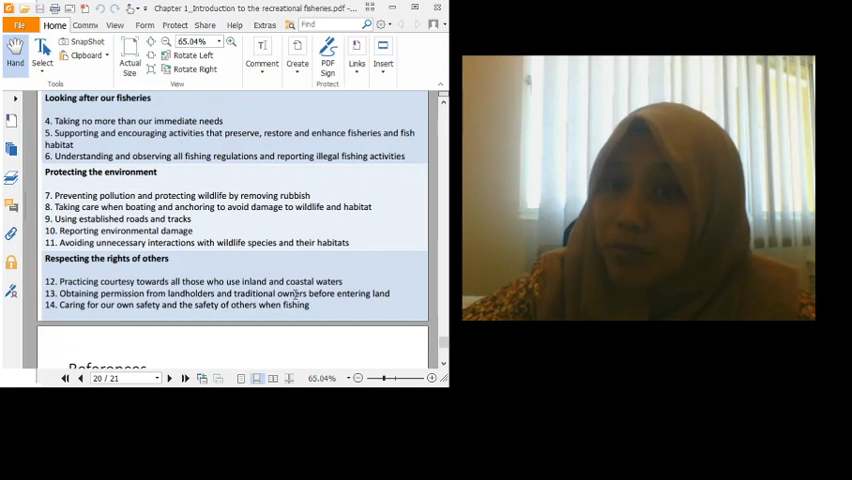 Chapter 1_Introduction to the recreational fisheries.pdf -...
File Home Comme Form Protect Share Help Extras Find
Hand
Select
SnapShot
Clipboard
Tools
Actual Size
65.04%
Rotate Left
Rotate Right
View
Comment
Create
PDF Sign
Protect
Links
Insert
Looking after our fisheries
4. Taking no more than our immediate needs
5. Supporting and encouraging activities that preserve, restore and enhance fisheries and fish
habitat
6. Understanding and observing all fishing regulations and reporting illegal fishing activities
Protecting the environment
7. Preventing pollution and protecting wildlife by removing rubbish
8. Taking care when boating and anchoring to avoid damage to wildlife and habitat
9. Using established roads and tracks
10. Reporting environmental damage
11. Avoiding unnecessary interactions with wildlife species and their habitats
Respecting the rights of others
12. Practicing courtesy towards all those who use inland and coastal waters
13. Obtaining permission from landholders and traditional owners before entering land
14. Caring for our own safety and the safety of others when fishing
References
20 / 21
65.04%